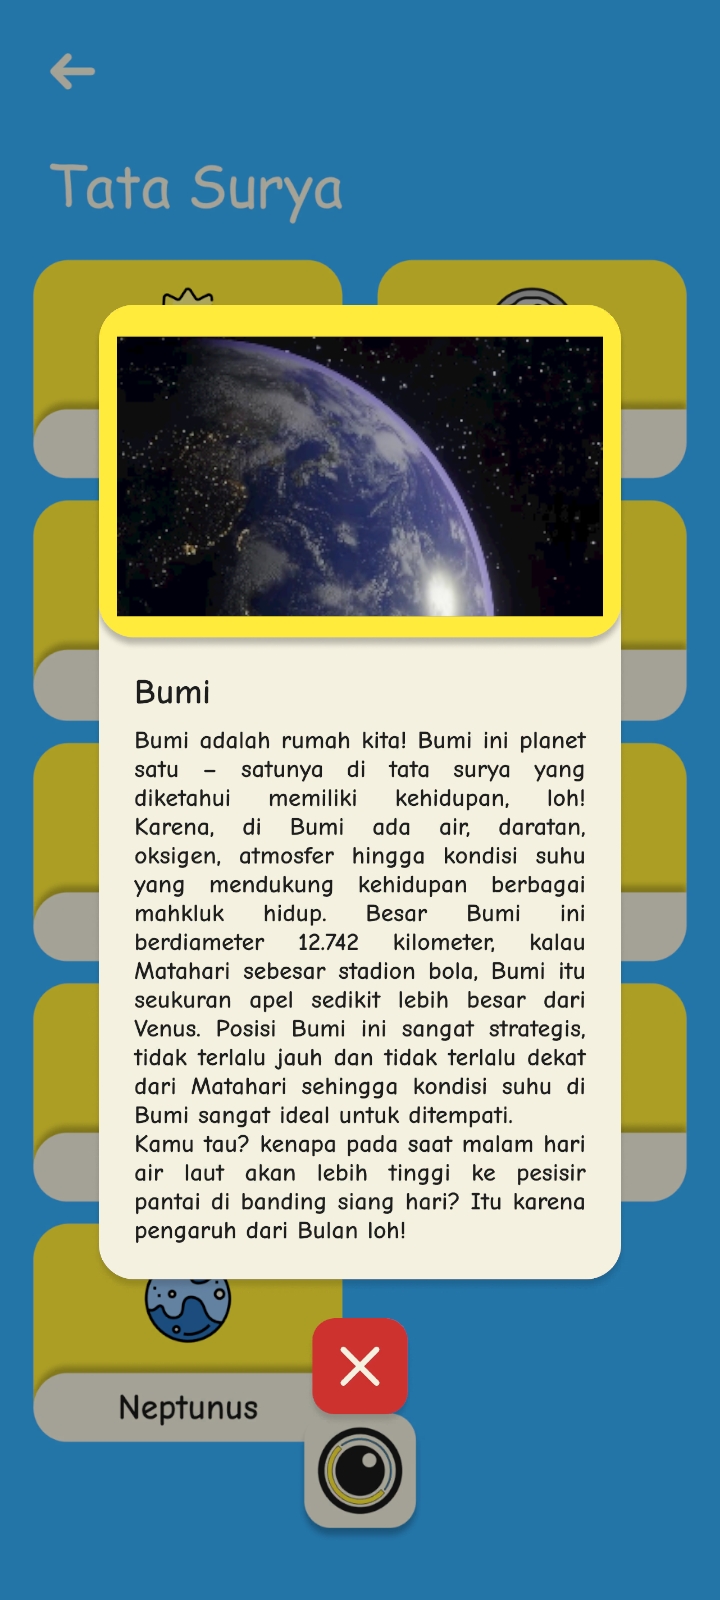 Tata Surya
Bumi
Bumi adalah rumah kita! Bumi ini planet
satu – satunya di tata surya yang
diketahui memiliki kehidupan, loh!
Karena, di Bumi ada air, daratan,
oksigen, atmosfer hingga kondisi suhu
yang mendukung kehidupan berbagai
mahkluk hidup. Besar Bumi ini
berdiameter 12.742 kilometer, kalau
Matahari sebesar stadion bola, Bumi itu
seukuran apel sedikit lebih besar dari
Venus. Posisi Bumi ini sangat strategis,
tidak terlalu jauh dan tidak terlalu dekat
dari Matahari sehingga kondisi suhu di
Bumi sangat ideal untuk ditempati.
Kamu tau? kenapa pada saat malam hari
air laut akan lebih tinggi ke pesisir
pantai di banding siang hari? Itu karena
pengaruh dari Bulan loh!
Neptunus